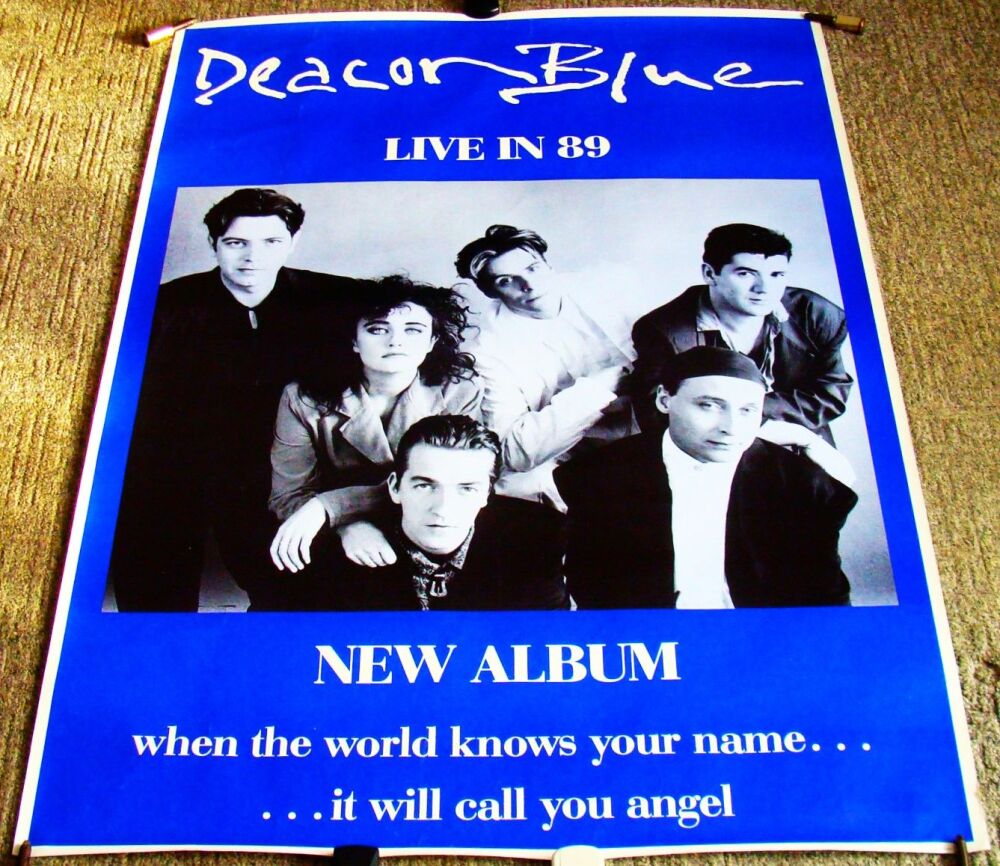 Deacon Blue
LIVE IN 89
NEW ALBUM
when the world knows your name...
...it will call you angel